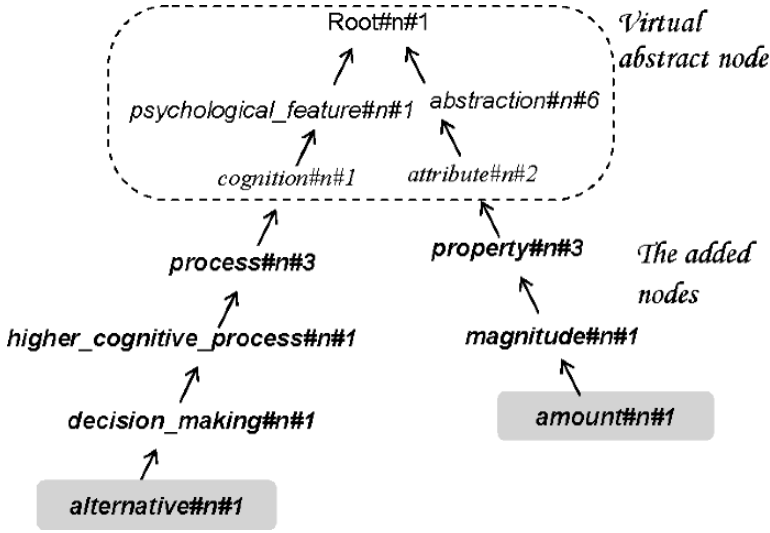 Root#n#1
Virtual
abstract node
psychological_feature#n#1
abstraction#n#6
cognition#n#1
attribute#n#2
process#n#3
property#n#3
The added
nodes
higher_cognitive_process#n#1
magnitude#n#1
decision_making#n#1
amount#n#1
alternative#n#1